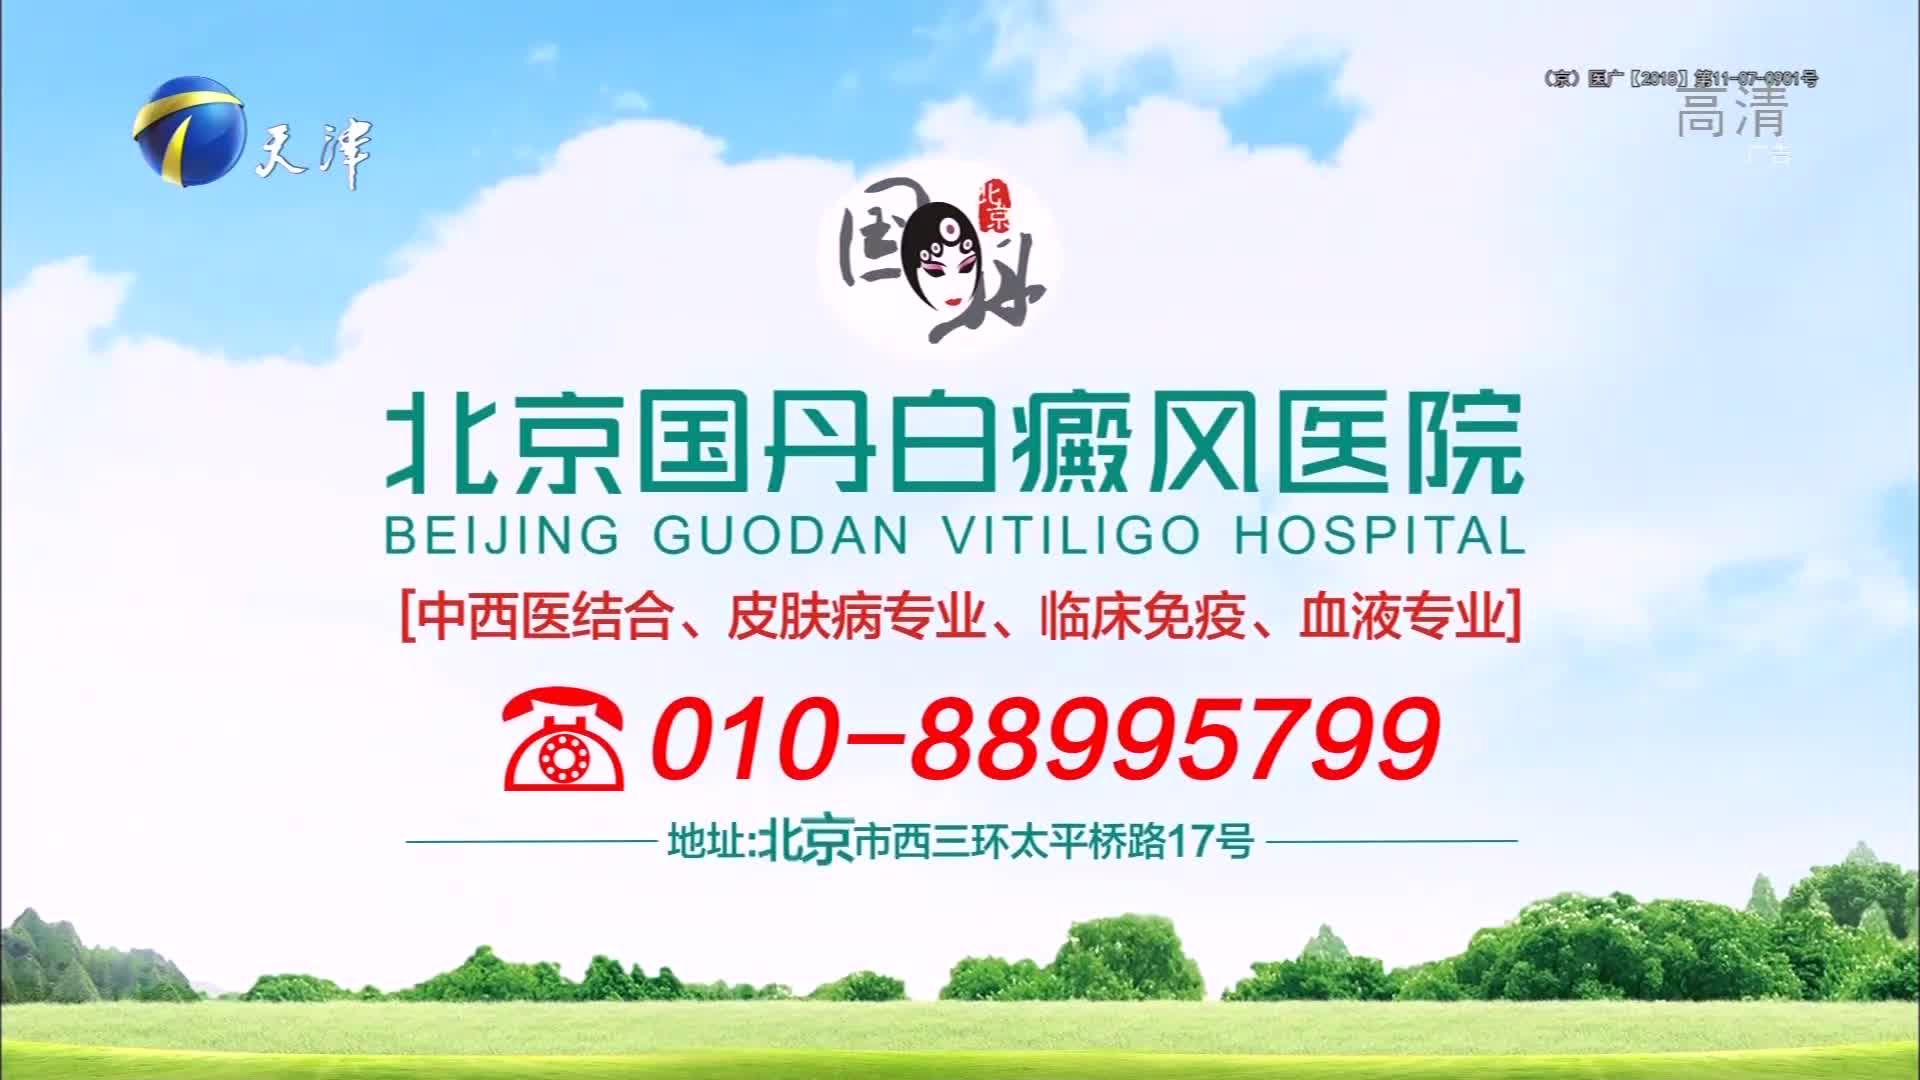 天津
（京）医广【2018】第11-07-0901号
高清
广告
国丹
北京
北京国丹白癜风医院
BEIJING GUODAN VITILIGO HOSPITAL
[中西医结合、皮肤病专业、临床免疫、血液专业]
010-88995799
地址:北京市西三环太平桥路17号